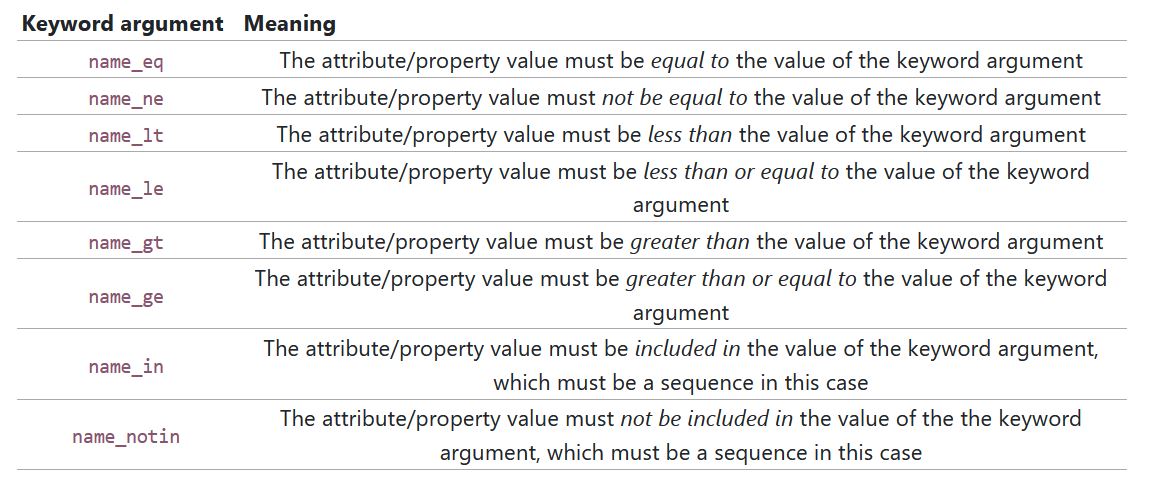 Keyword argument Meaning
name_eq The attribute/property value must be equal to the value of the keyword argument
name_ne The attribute/property value must not be equal to the value of the keyword argument
name_lt The attribute/property value must be less than the value of the keyword argument
name_le The attribute/property value must be less than or equal to the value of the keyword
argument
name_gt The attribute/property value must be greater than the value of the keyword argument
name_ge The attribute/property value must be greater than or equal to the value of the keyword
argument
name_in The attribute/property value must be included in the value of the keyword argument,
which must be a sequence in this case
name_notin The attribute/property value must not be included in the value of the the keyword
argument, which must be a sequence in this case